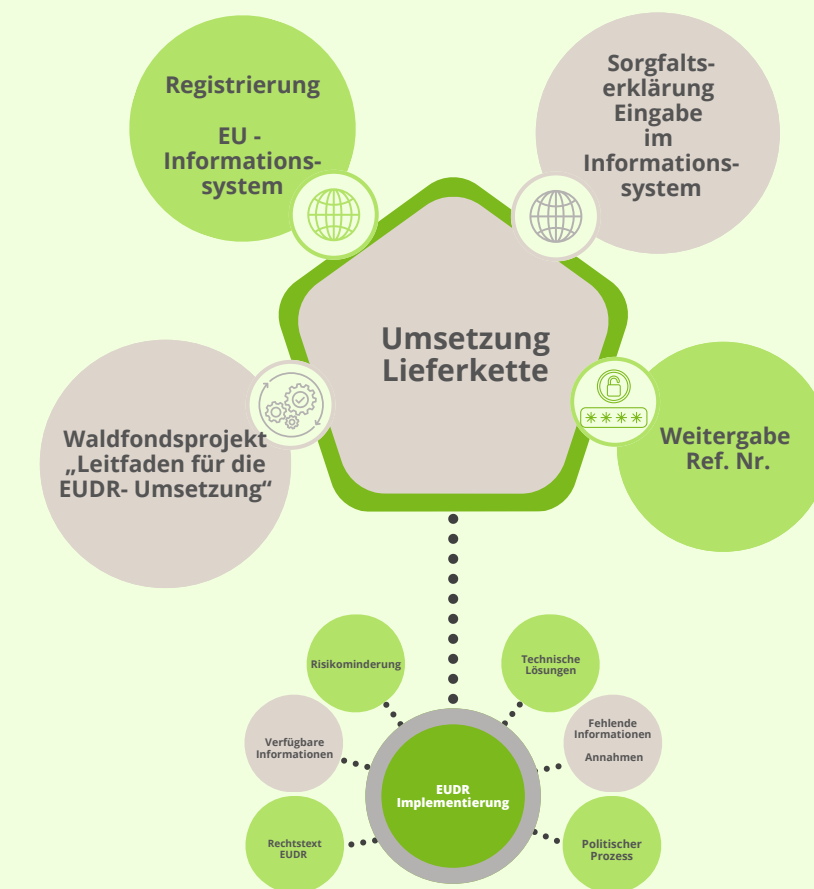 Registrierung
EU -
Informations-
system
Sorgfalts-
erklärung
Eingabe
im
Informations-
system
Umsetzung
Lieferkette
Waldfondsprojekt
„Leitfaden für die
EUDR- Umsetzung“
****
Weitergabe
Ref. Nr.
Risikominderung
Technische
Lösungen
Verfügbare
Informationen
Fehlende
Informationen
Annahmen
EUDR
Implementierung
Rechtstext
EUDR
Politischer
Prozess